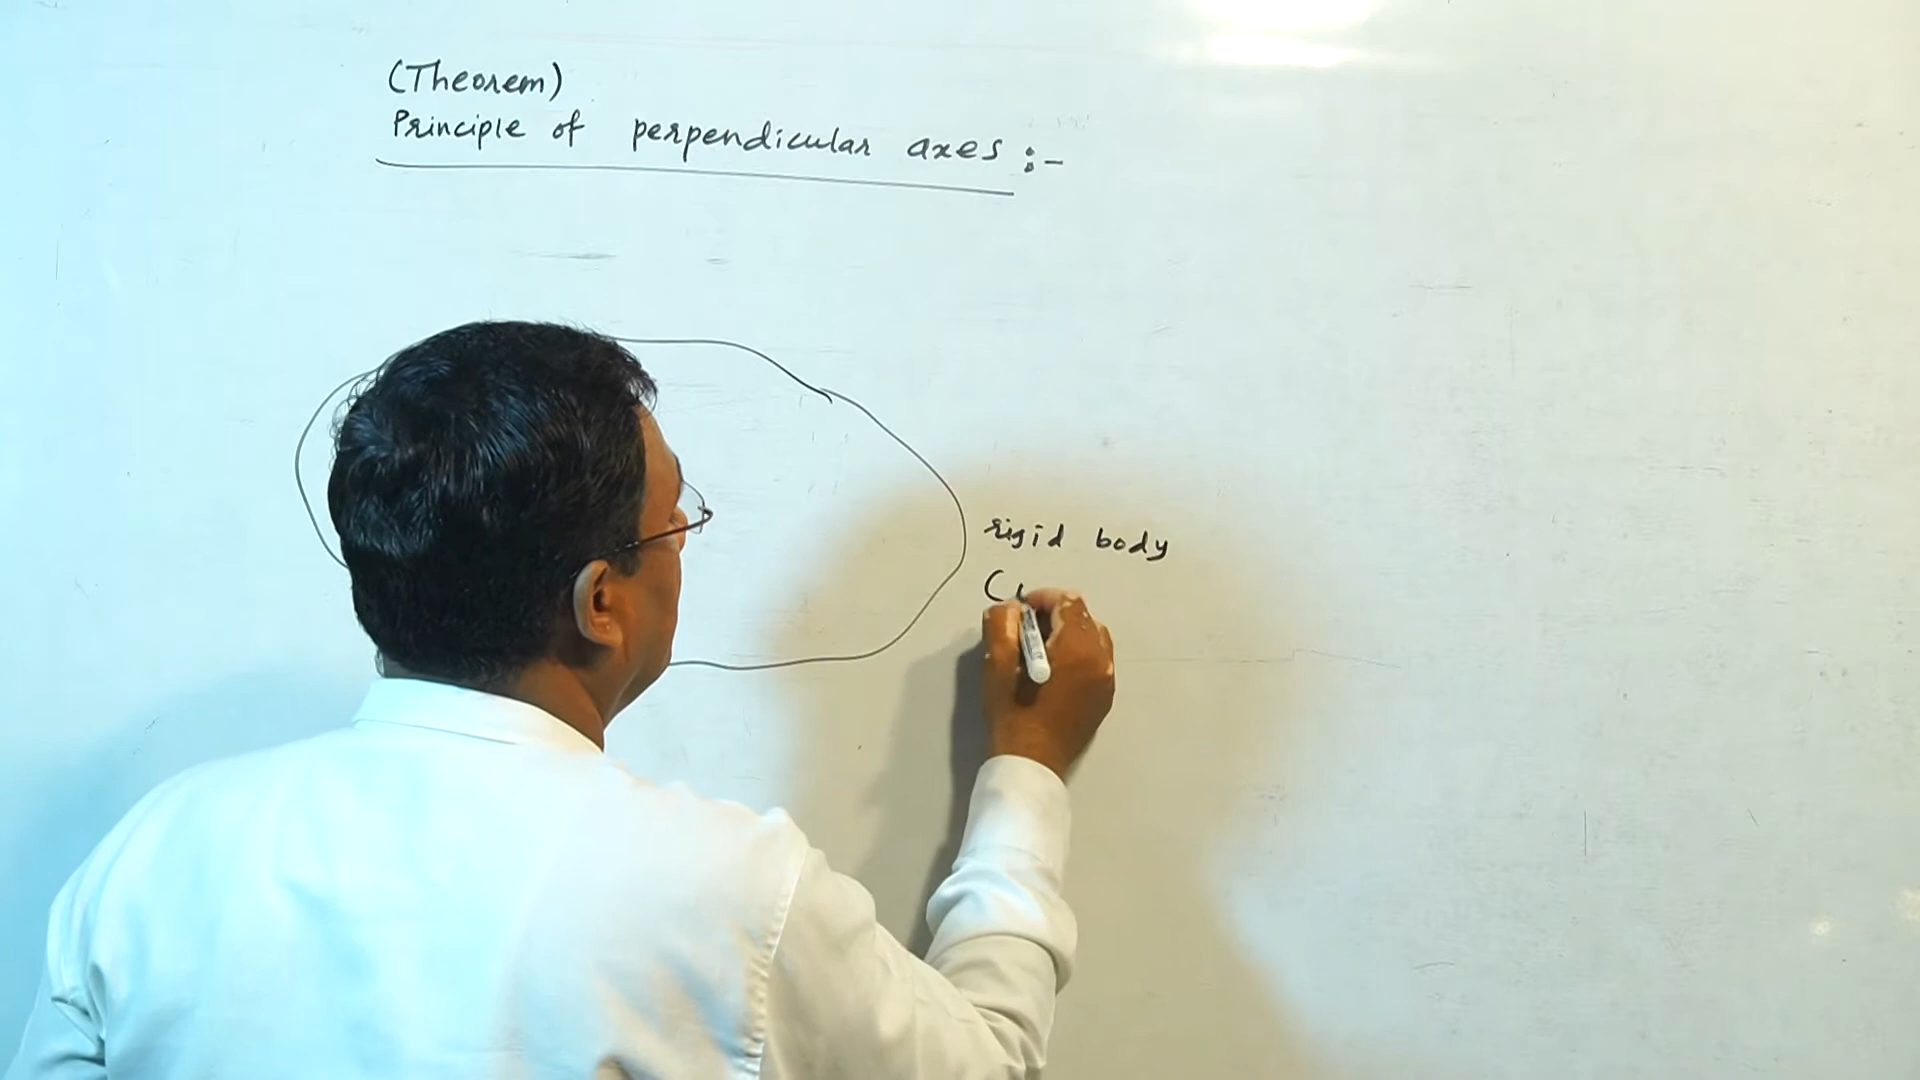 (Theorem)
Principle of perpendicular axes :-
rigid body
(